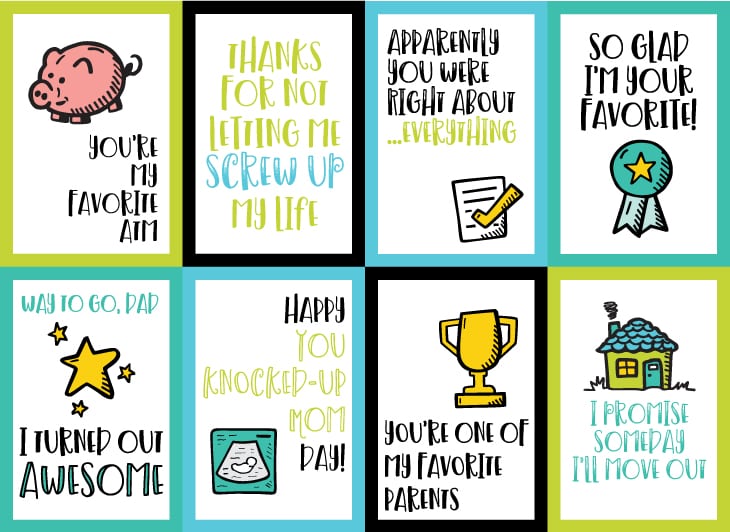 YOU'RE
MY
FAVORITE
ATM
THANKS
FOR NOT
LETTING ME
SCREW UP
MY LIFE
APPARENTLY
YOU WERE
RIGHT ABOUT
...EVERYTHING
SO GLAD
I'M YOUR
FAVORITE!
WAY TO GO, DAD
I TURNED OUT
AWESOME
HAPPY
YOU
KNOCKED-UP
MOM
DAY!
YOU'RE ONE OF
MY FAVORITE
PARENTS
I PROMISE
SOMEDAY
I'LL MOVE OUT